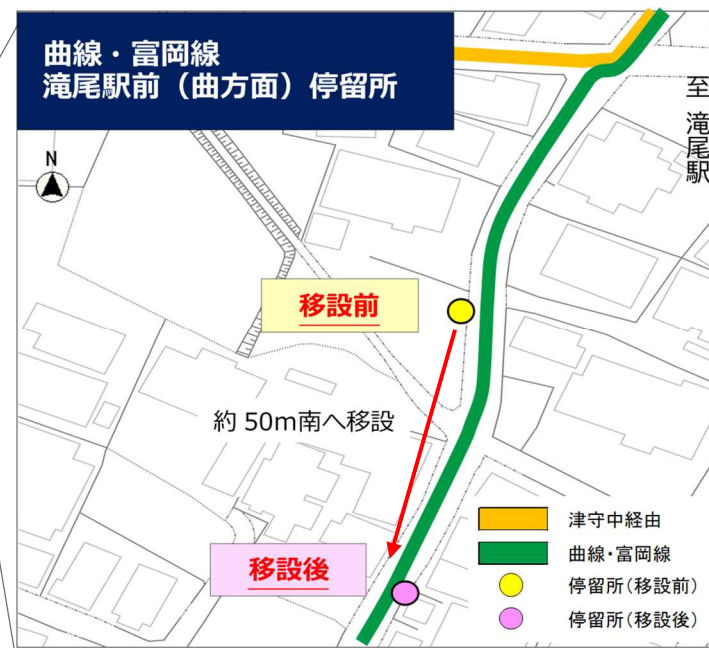 曲線・富岡線
滝尾駅前（曲方面）停留所
至 滝尾駅
N
移設前
約50m南へ移設
移設後
津守中経由
曲線・富岡線
停留所（移設前）
停留所（移設後）